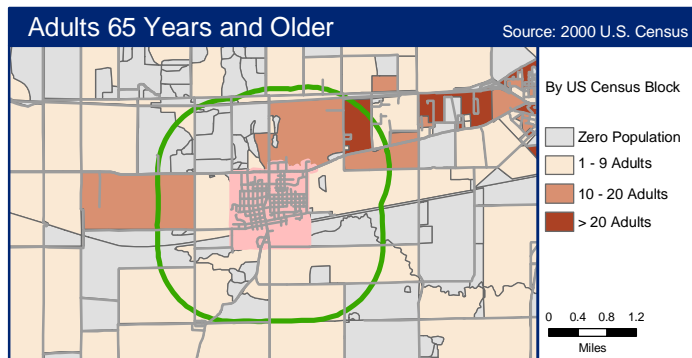 Adults 65 Years and Older
Source: 2000 U.S. Census
By US Census Block
Zero Population
1 - 9 Adults
10 - 20 Adults
> 20 Adults
0 0.4 0.8 1.2
Miles